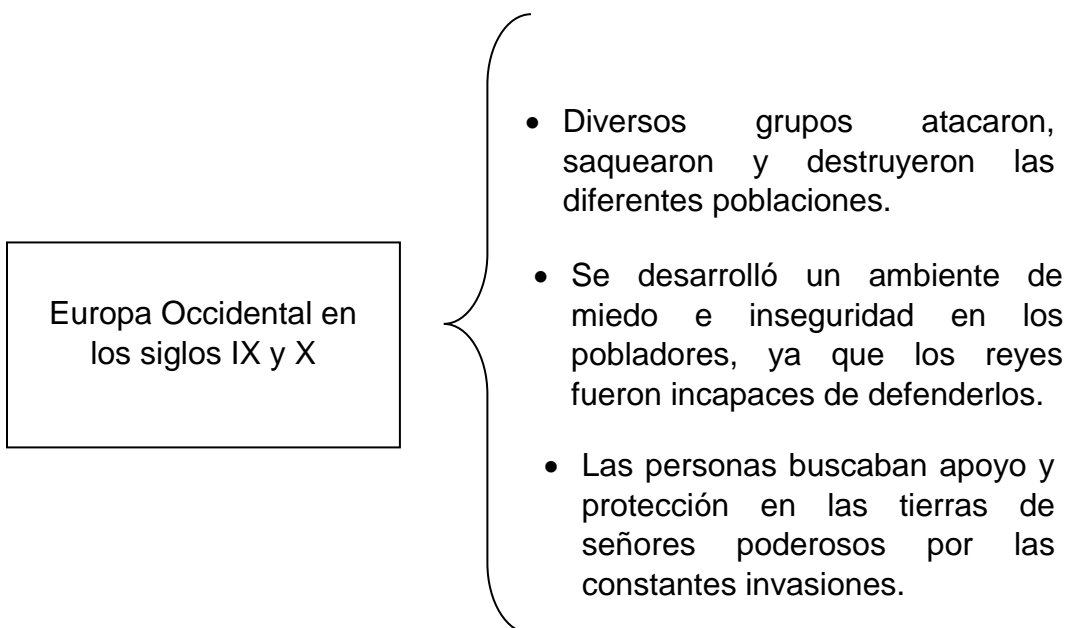 Europa Occidental en
los siglos IX y X
• Diversos grupos atacaron,
saquearon y destruyeron las
diferentes poblaciones.
• Se desarrolló un ambiente de
miedo e inseguridad en los
pobladores, ya que los reyes
fueron incapaces de defenderlos.
• Las personas buscaban apoyo y
protección en las tierras de
señores poderosos por las
constantes invasiones.